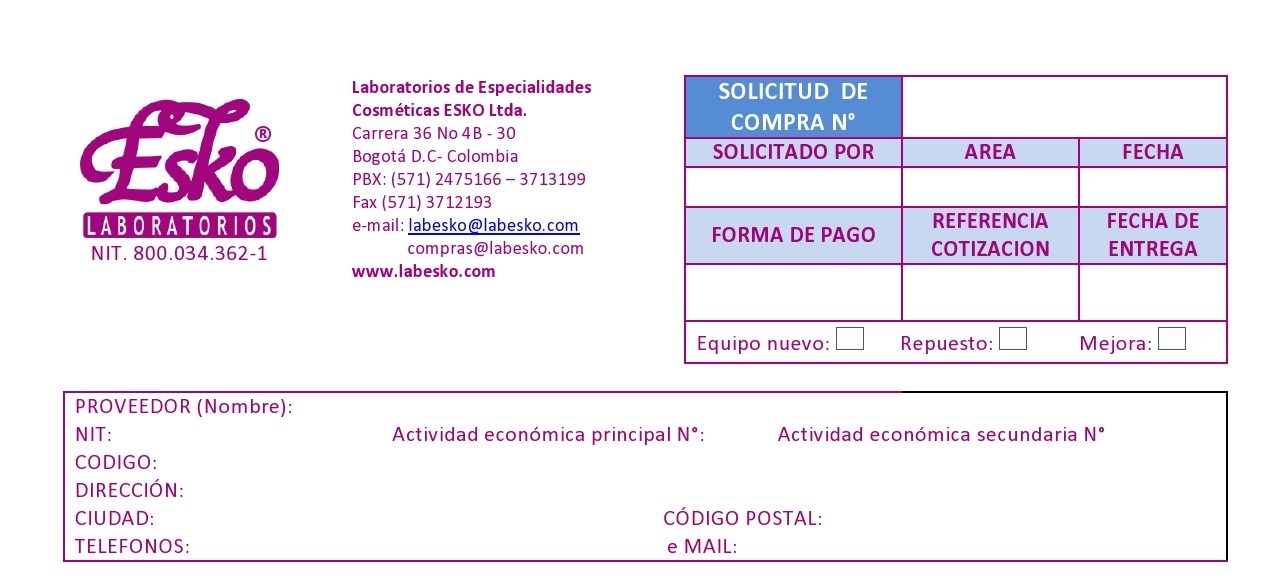 Esko ®
LABORATORIOS
NIT. 800.034.362-1
Laboratorios de Especialidades
Cosméticas ESKO Ltda.
Carrera 36 No 4B - 30
Bogotá D.C- Colombia
PBX: (571) 2475166 – 3713199
Fax (571) 3712193
e-mail: labesko@labesko.com
compras@labesko.com
www.labesko.com
SOLICITUD DE
COMPRA N°
SOLICITADO POR AREA FECHA
FORMA DE PAGO REFERENCIA COTIZACION FECHA DE ENTREGA
Equipo nuevo: Repuesto: Mejora:
PROVEEDOR (Nombre):
NIT: Actividad económica principal N°: Actividad económica secundaria N°
CODIGO:
DIRECCIÓN:
CIUDAD: CÓDIGO POSTAL:
TELEFONOS: e MAIL: